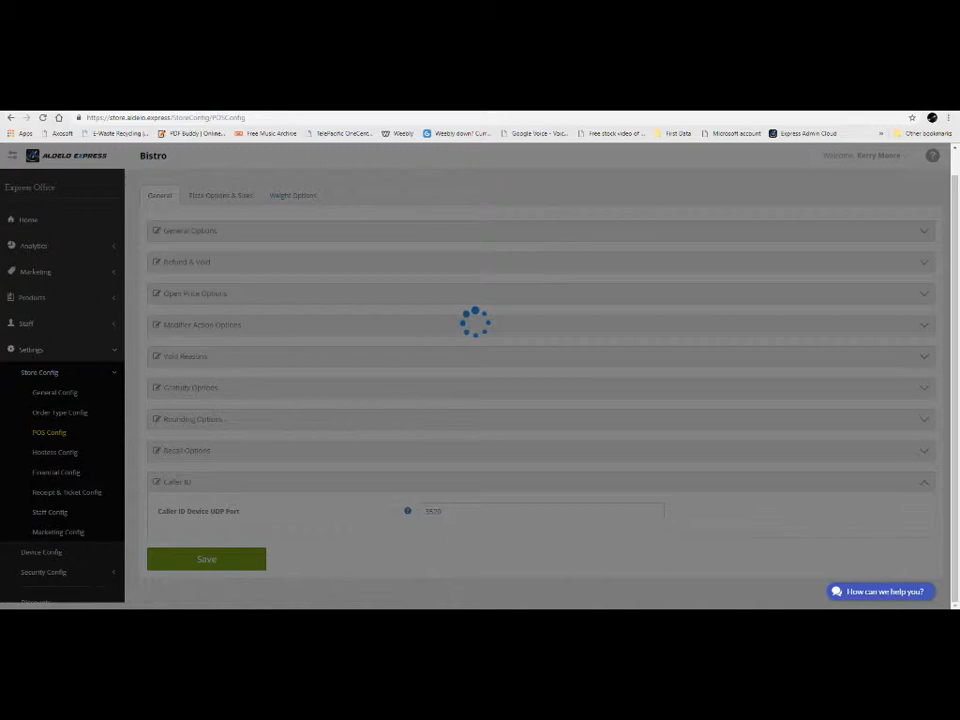 https://store.aldelo.express/StoreConfig/POSConfig
Apps Axosoft E-Waste Recycling |... PDF Buddy | Online... Free Music Archive TelePacific OneCent... Weebly Weebly down? Curr... Google Voice - Voic... Free stock video of ... First Data Microsoft account Express Admin Cloud » Other bookmarks
ALDELO EXPRESS Bistro Welcome, Kerry Moore ?
Express Office
General Pizza Options & Sizes Weight Options
Home
Analytics
Marketing
Products
Staff
Settings
Store Config
General Config
Order Type Config
POS Config
Hostess Config
Financial Config
Receipt & Ticket Config
Staff Config
Marketing Config
Device Config
Security Config
Discounts
General Options
Refund & Void
Open Price Options
Modifier Action Options
Void Reasons
Gratuity Options
Rounding Options
Recall Options
Caller ID
Caller ID Device UDP Port ? 3520
Save
How can we help you?